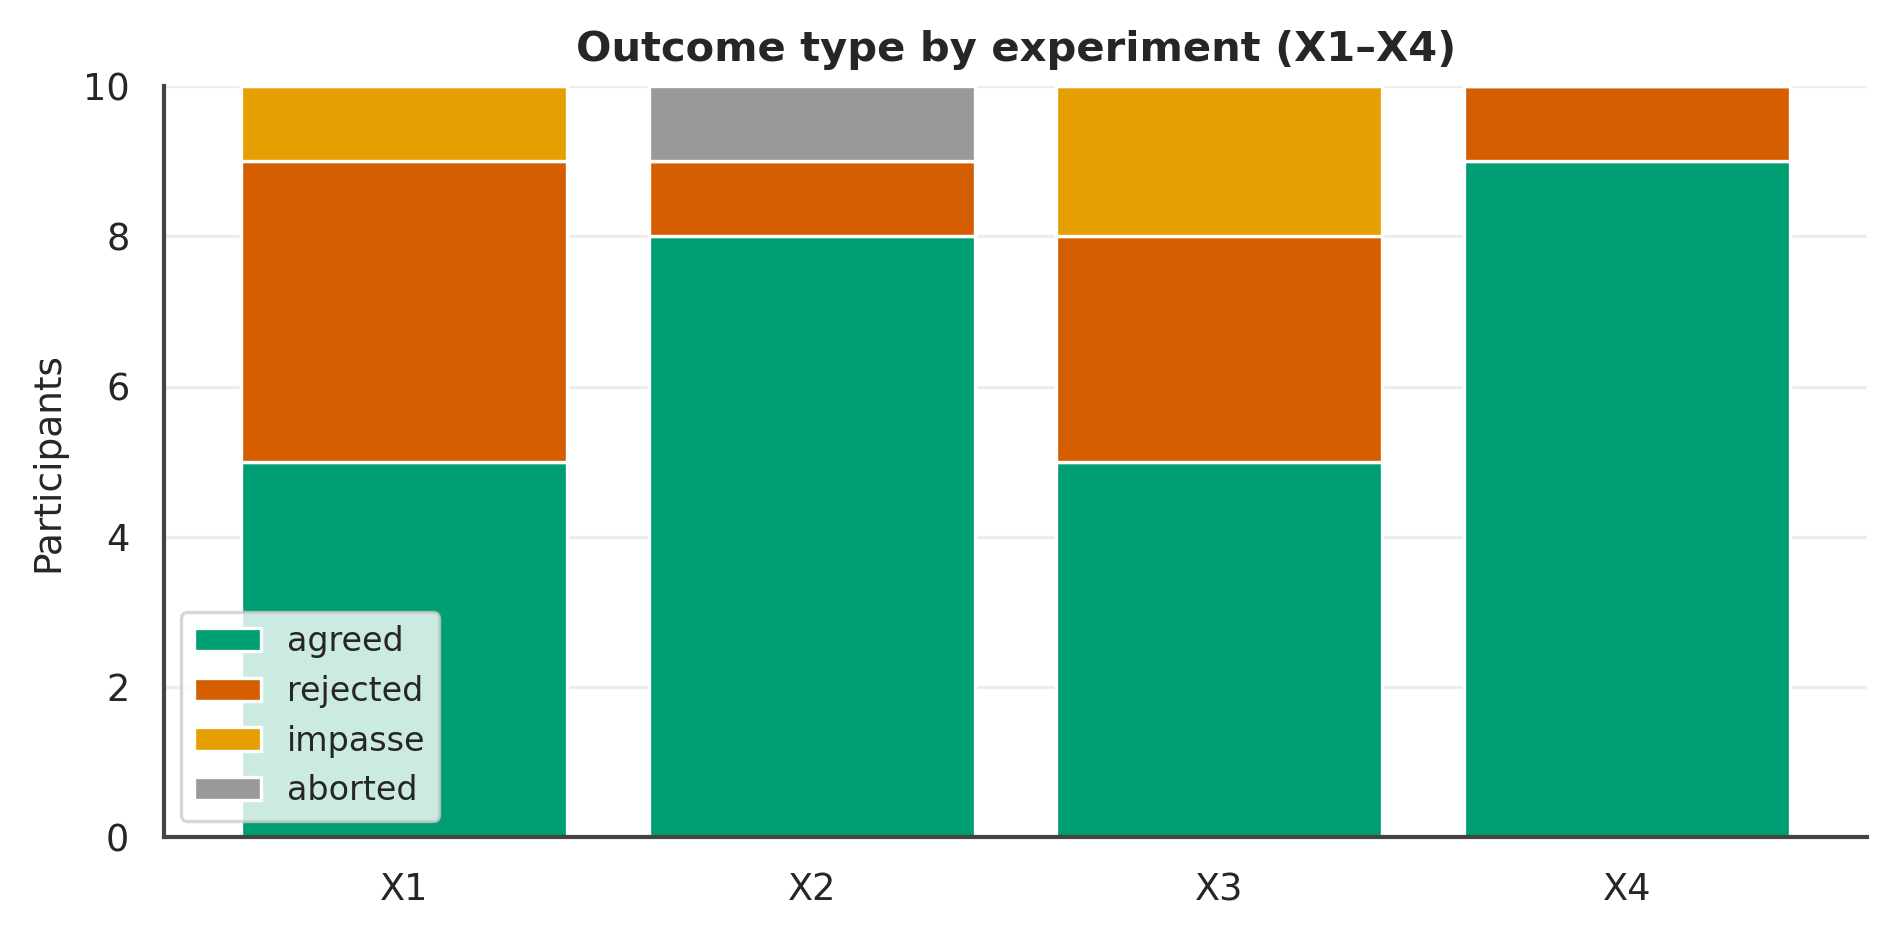 Outcome type by experiment (X1–X4)
Participants
10
8
6
4
2
0
agreed
rejected
impasse
aborted
X1
X2
X3
X4